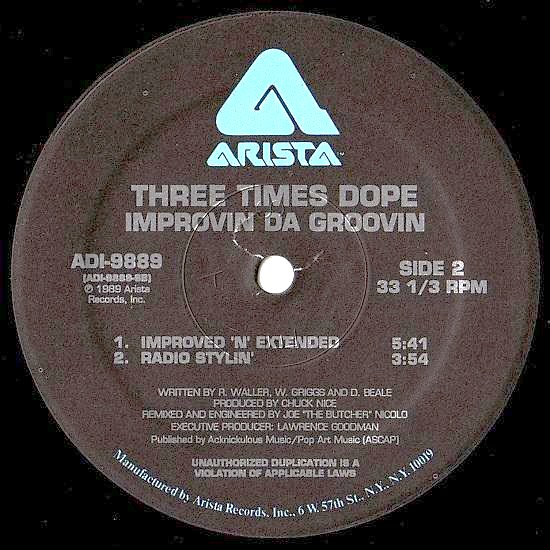 ARISTA™
THREE TIMES DOPE
IMPROVIN DA GROOVIN
ADI-9889
(ADI-9889-SB)
℗ 1989 Arista
Records, Inc.
SIDE 2
33 1/3 RPM
1. IMPROVED 'N' EXTENDED 5:41
2. RADIO STYLIN' 3:54
WRITTEN BY R. WALLER, W. GRIGGS AND D. BEALE
PRODUCED BY CHUCK NICE
REMIXED AND ENGINEERED BY JOE "THE BUTCHER" NICOLO
EXECUTIVE PRODUCER: LAWRENCE GOODMAN
Published by Acknickulous Music/Pop Art Music (ASCAP)
UNAUTHORIZED DUPLICATION IS A
VIOLATION OF APPLICABLE LAWS
Manufactured by Arista Records, Inc., 6 W. 57th St., N.Y., N.Y. 10019